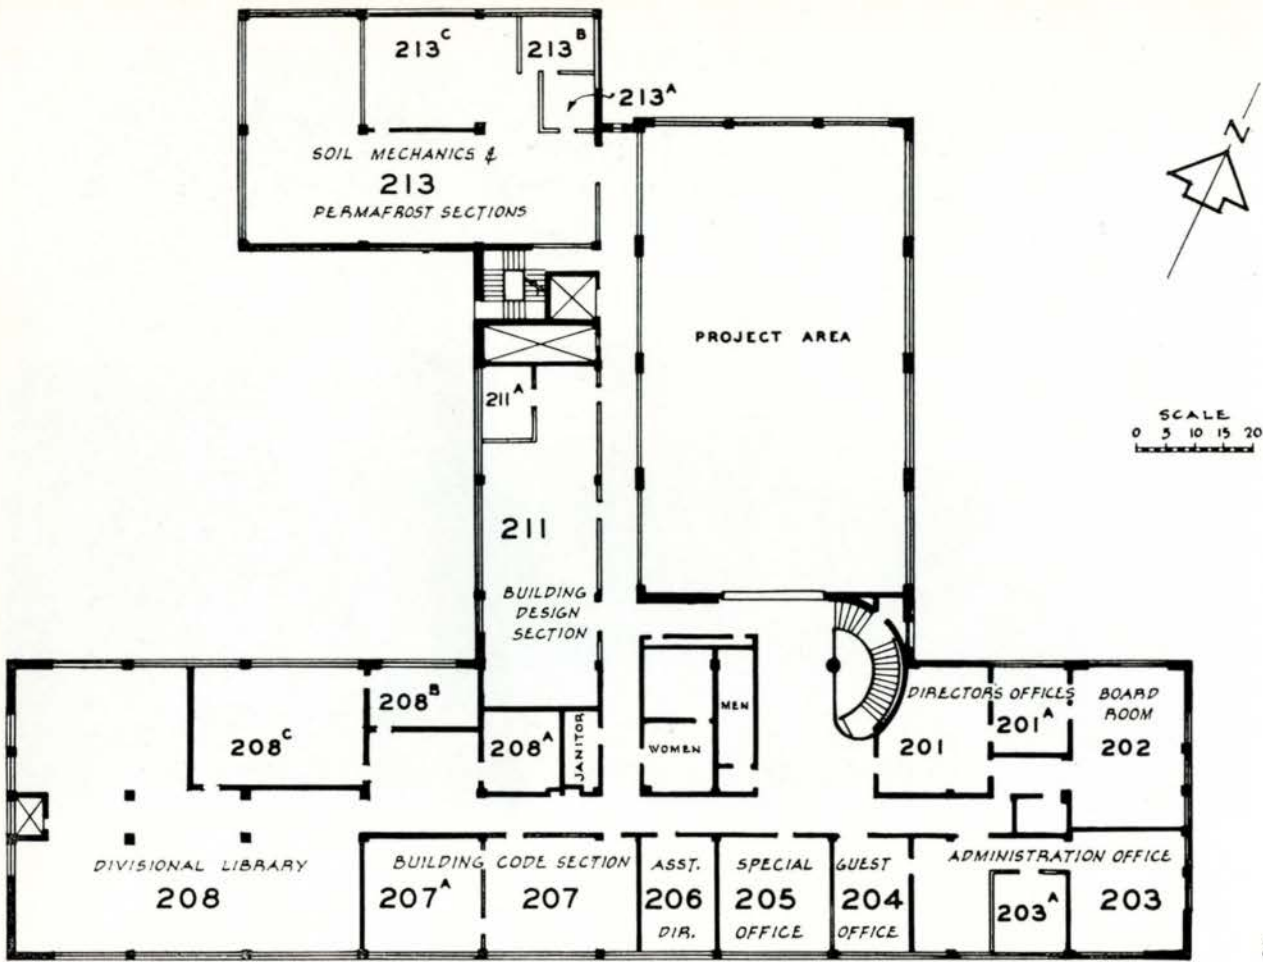 213C
213B
213A
SOIL MECHANICS &
213
PERMAFROST SECTIONS
N
PROJECT AREA
SCALE
0 5 10 15 20
211A
211
BUILDING
DESIGN
SECTION
208B
208C
208A
JANITOR
WOMEN
MEN
DIRECTORS OFFICES
201
201A
BOARD
ROOM
202
DIVISIONAL LIBRARY
208
BUILDING CODE SECTION
207A
207
ASST.
206
DIR.
SPECIAL
205
OFFICE
GUEST
204
OFFICE
ADMINISTRATION OFFICE
203A
203